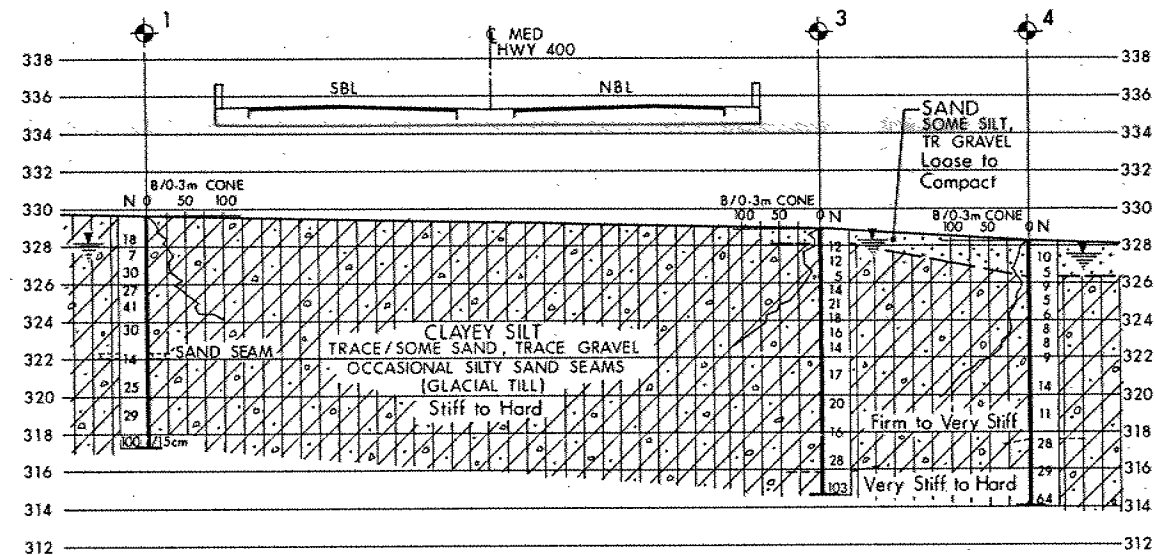 1
3
4
℄ MED
HWY 400
338
338
336
SBL
NBL
336
334
334
SAND
SOME SILT,
TR GRAVEL
Loose to
Compact
332
332
B/0·3m CONE
N 0 50 100
330
330
B/0·3m CONE
100 50 0 N
B/0·3m CONE
100 50 0 N
328
328
326
326
324
324
322
322
320
320
318
318
316
316
314
314
312
312
18
7
30
27
41
30
14
25
29
100/15cm
SAND SEAM
CLAYEY SILT
TRACE/SOME SAND, TRACE GRAVEL
OCCASIONAL SILTY SAND SEAMS
(GLACIAL TILL)
Stiff to Hard
12
12
5
14
21
18
16
14
17
20
16
28
103
Firm to Very Stiff
Very Stiff to Hard
10
5
9
5
6
8
8
9
14
11
28
29
64